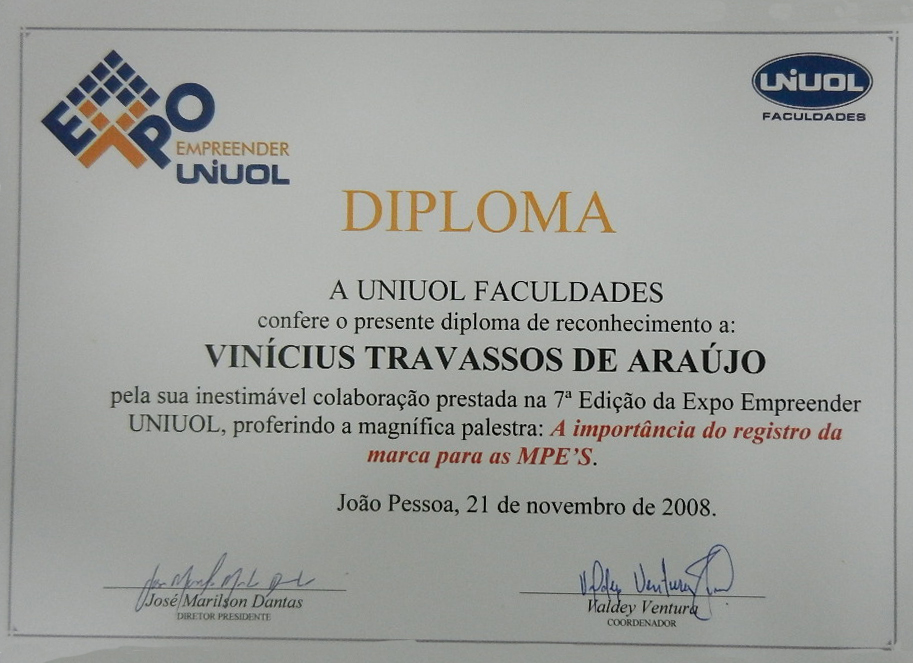 EXPO
EMPREENDER
UNIUOL
UNIUOL
FACULDADES
DIPLOMA
A UNIUOL FACULDADES
confere o presente diploma de reconhecimento a:
VINÍCIUS TRAVASSOS DE ARAÚJO
pela sua inestimável colaboração prestada na 7ª Edição da Expo Empreender
UNIUOL, proferindo a magnífica palestra: A importância do registro da
marca para as MPE'S.
João Pessoa, 21 de novembro de 2008.
José Marilson Dantas
DIRETOR PRESIDENTE
Valdey Ventura
Valdey Ventura
COORDENADOR